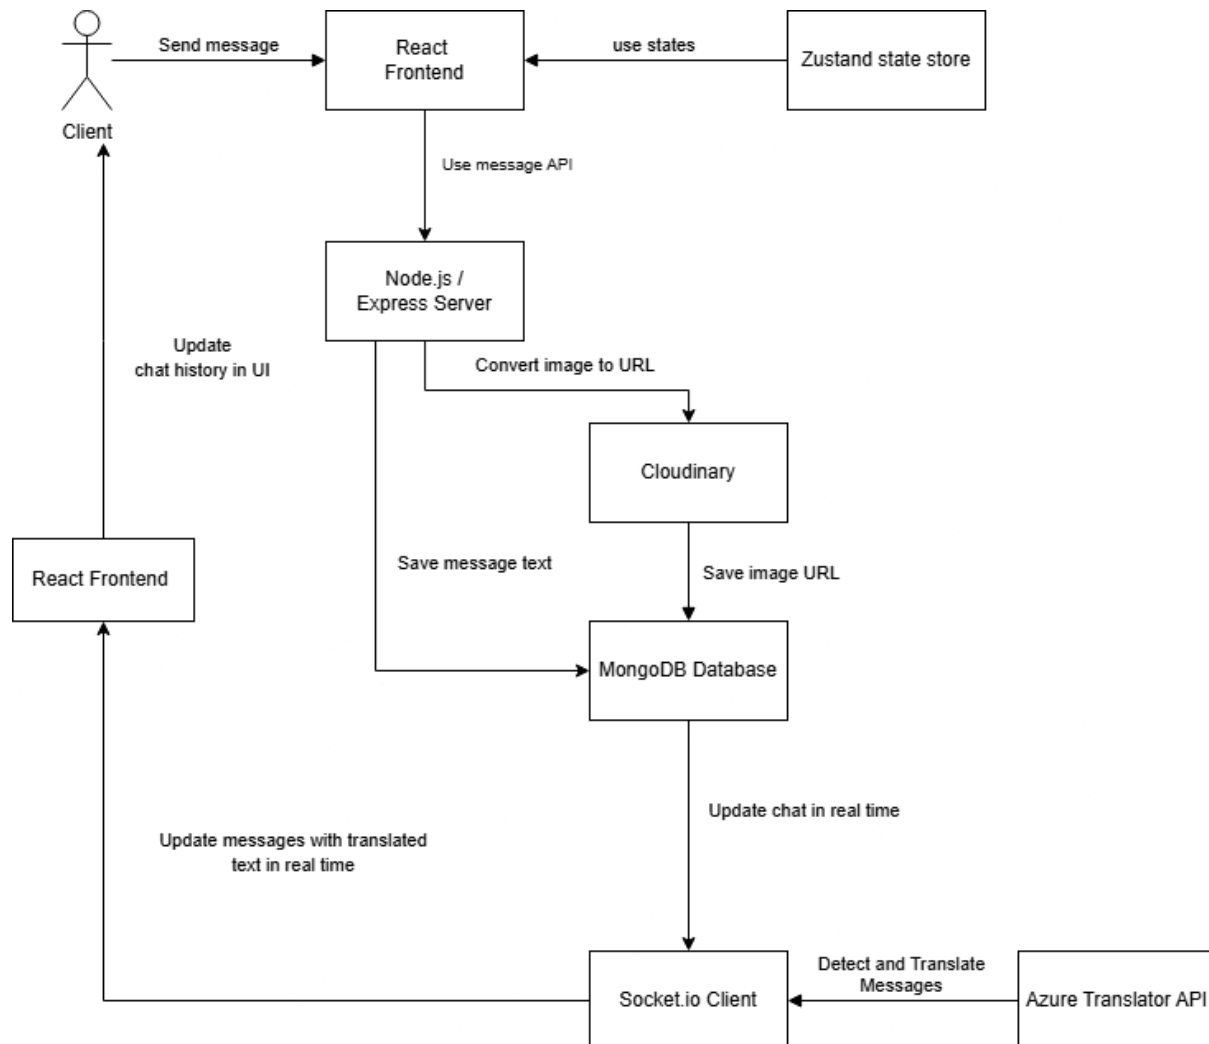 Send message
React
Frontend
use states
Zustand state store
Client
Use message API
Node.js /
Express Server
Update
chat history in UI
Convert image to URL
Cloudinary
Save message text
Save image URL
React Frontend
MongoDB Database
Update chat in real time
Update messages with translated
text in real time
Detect and Translate
Messages
Socket.io Client
Azure Translator API